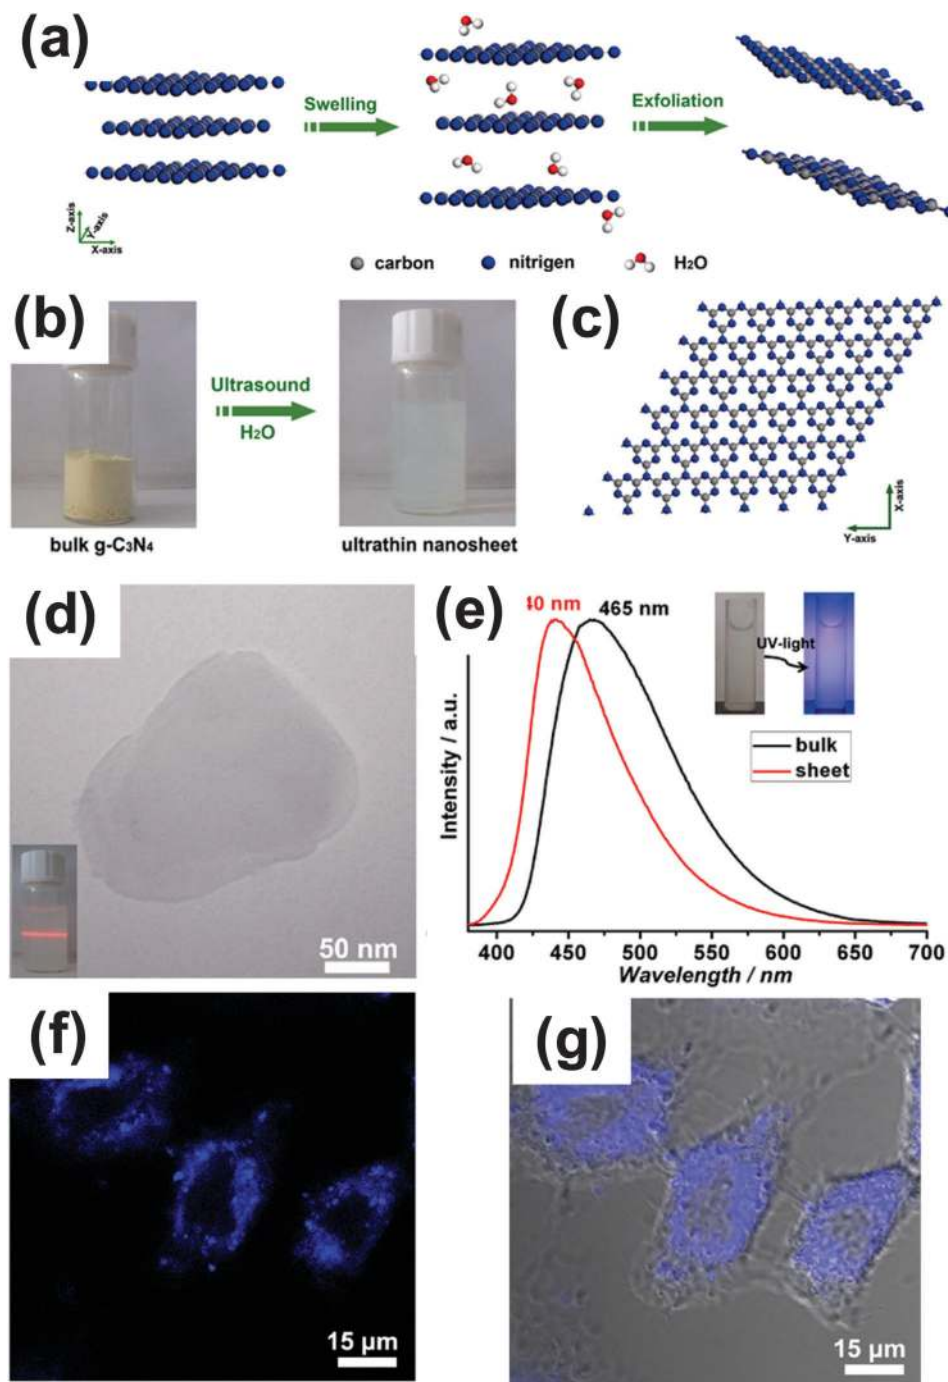 (a)
Swelling
Exfoliation
Z-axis
Y-axis
X-axis
carbon nitrigen H2O
(b)
Ultrasound
H2O
bulk g-C3N4
ultrathin nanosheet
(c)
X-axis
Y-axis
(d)
50 nm
(e)
40 nm 465 nm
UV-light
bulk
sheet
Intensity / a.u.
400 450 500 550 600 650 700
Wavelength / nm
(f)
15 μm
(g)
15 μm